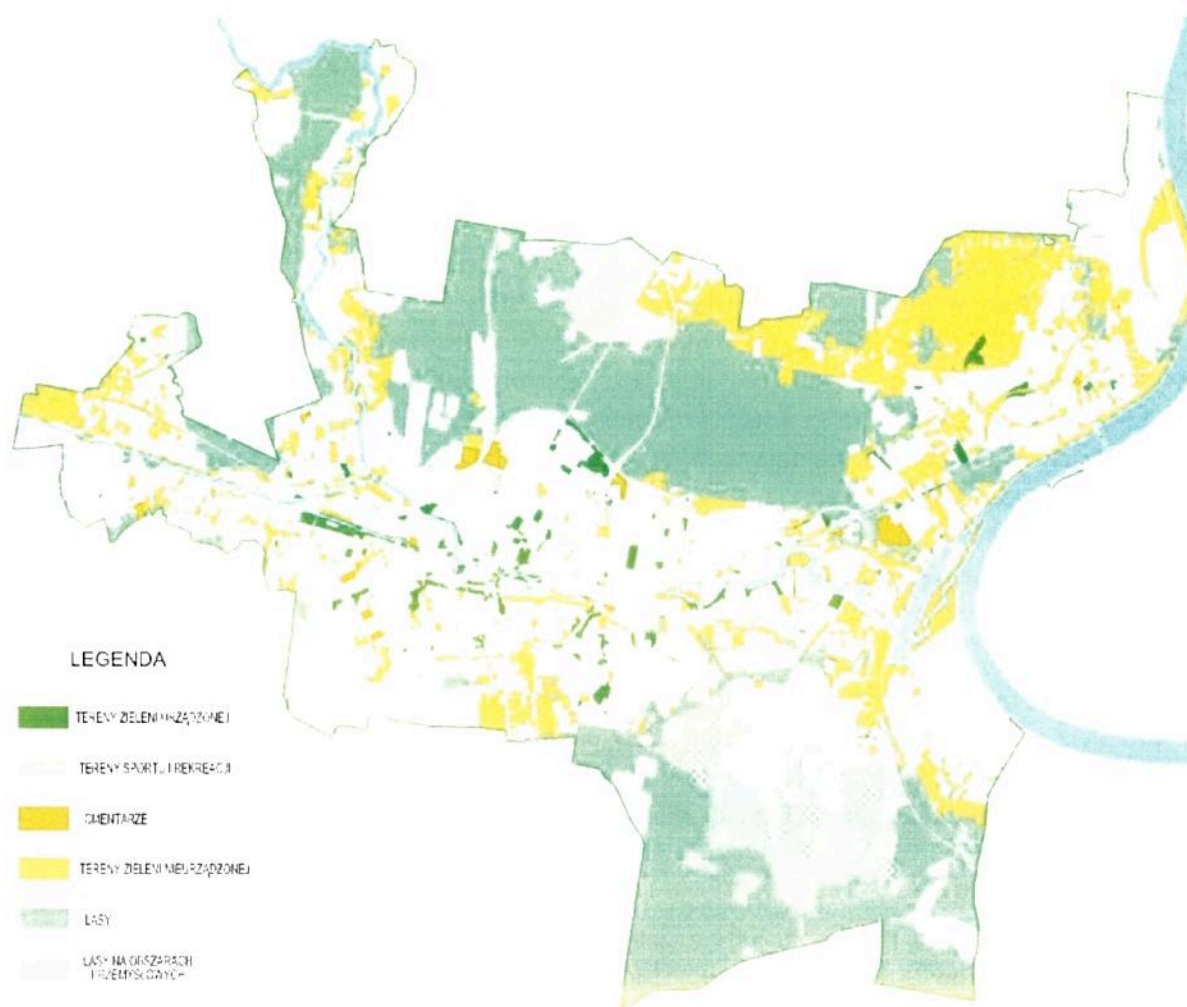 LEGENDA
TERENY ZIELENI URZĄDZONEJ
TERENY SPORTU I REKREACJI
CMENTARZE
TERENY ZIELENI NIEURZĄDZONEJ
LASY
LASY NA OBSZARACH
PRZEMYSŁOWYCH